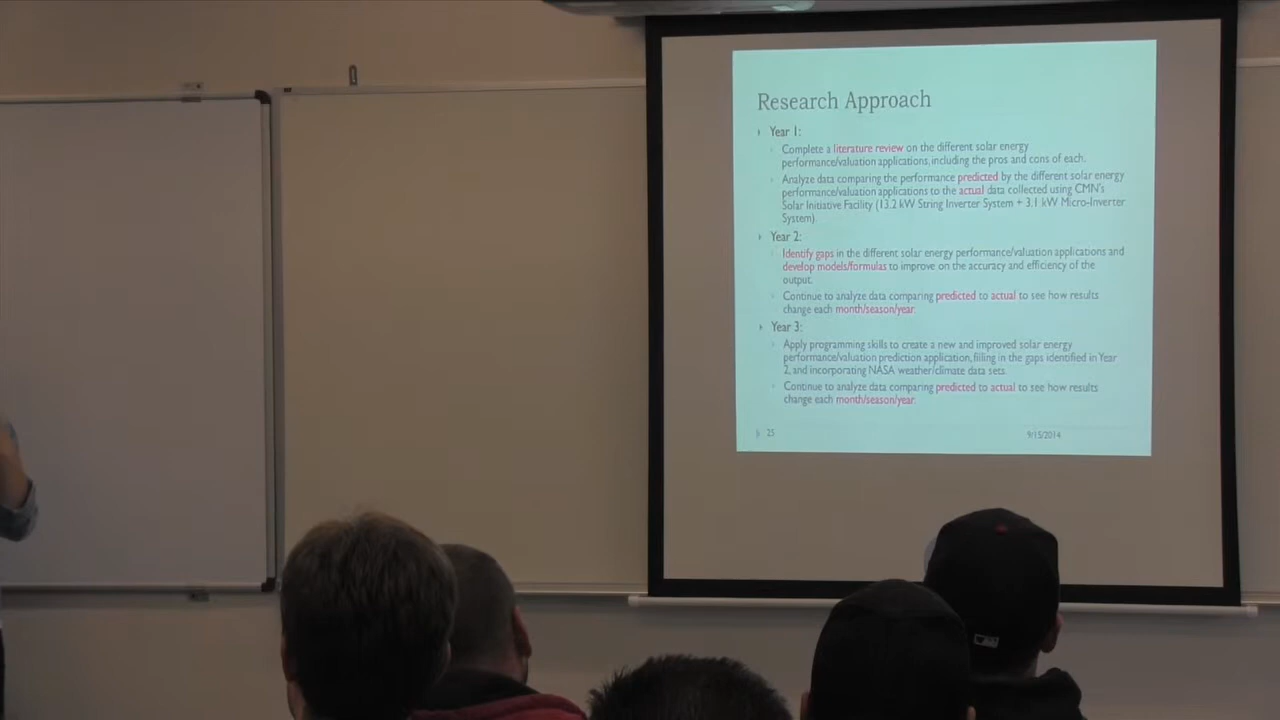 Research Approach
Year 1:
Complete a literature review on the different solar energy
performance/valuation applications, including the pros and cons of each.
Analyze data comparing the performance predicted by the different solar energy
performance/valuation applications to the actual data collected using CMN's
Solar Initiative Facility (13.2 kW String Inverter System + 3.1 kW Micro-Inverter
System).
Year 2:
Identify gaps in the different solar energy performance/valuation applications and
develop models/formulas to improve on the accuracy and efficiency of the
output.
Continue to analyze data comparing predicted to actual to see how results
change each month/season/year.
Year 3:
Apply programming skills to create a new and improved solar energy
performance/valuation prediction application, filling in the gaps identified in Year
2, and incorporating NASA weather/climate data sets.
Continue to analyze data comparing predicted to actual to see how results
change each month/season/year.
25
9/15/2014